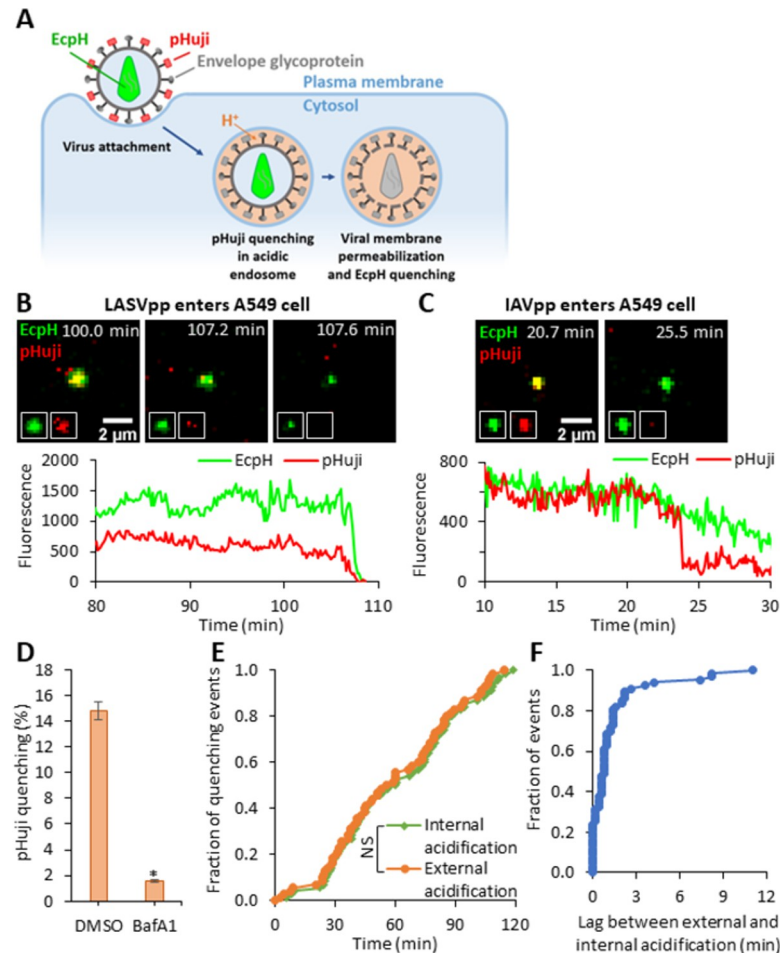 A
EcpH
pHuji
Envelope glycoprotein
Plasma membrane
Cytosol
Virus attachment
H+
pHuji quenching
in acidic
endosome
Viral membrane
permeabilization
and EcpH quenching
B
LASVpp enters A549 cell
EcpH
pHuji
100.0 min
107.2 min
107.6 min
2 µm
EcpH
pHuji
Fluorescence
2000
1500
1000
500
0
80
90
100
110
Time (min)
C
IAVpp enters A549 cell
EcpH
pHuji
20.7 min
25.5 min
2 µm
EcpH
pHuji
Fluorescence
800
400
0
10
15
20
25
30
Time (min)
D
pHuji quenching (%)
18
16
14
12
10
8
6
4
2
0
*
DMSO
BafA1
E
Fraction of quenching events
1.0
0.8
0.6
0.4
0.2
0.0
NS
Internal
acidification
External
acidification
0
30
60
90
120
Time (min)
F
Fraction of events
1.0
0.8
0.6
0.4
0.2
0.0
0
3
6
9
12
Lag between external and
internal acidification (min)